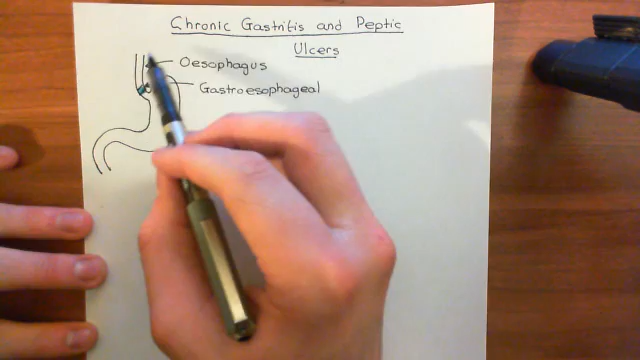 Chronic Gastritis and Peptic
Ulcers
Oesophagus
Gastroesophageal